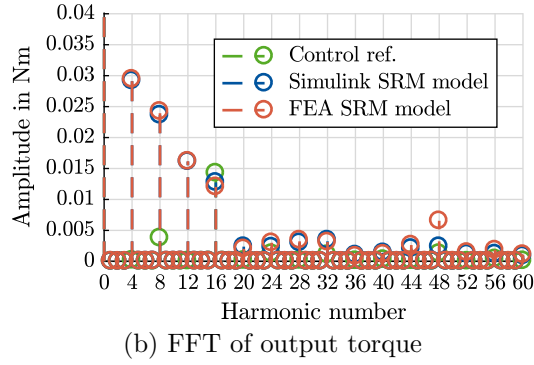 0.04
0.035
0.03
0.025
0.02
0.015
0.01
0.005
0
Amplitude in Nm
Control ref.
Simulink SRM model
FEA SRM model
0 4 8 12 16 20 24 28 32 36 40 44 48 52 56 60
Harmonic number
(b) FFT of output torque